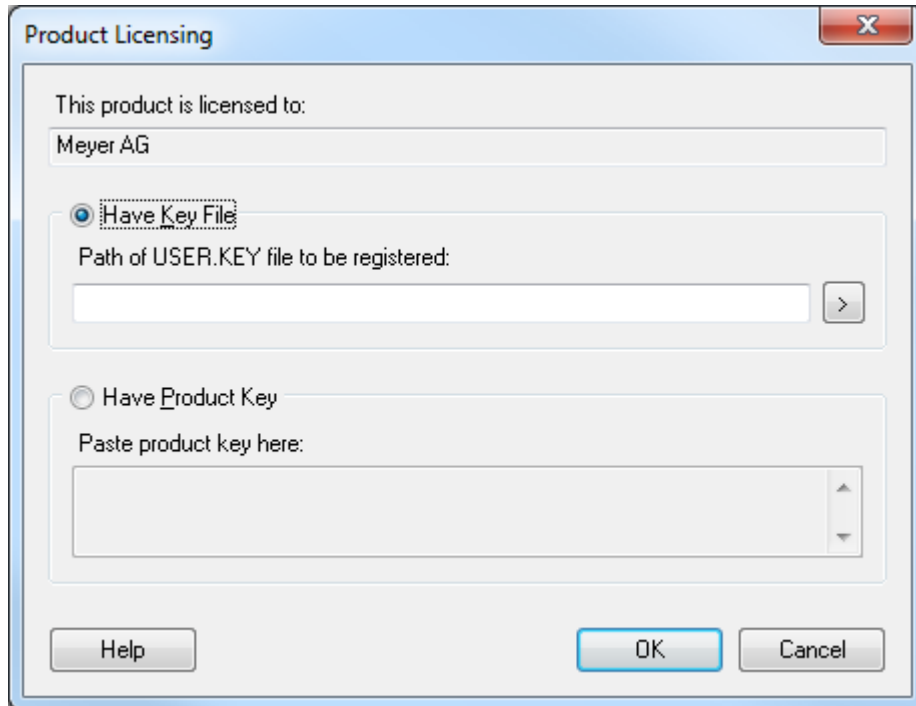 Product Licensing
This product is licensed to:
Meyer AG
Have Key File
Path of USER.KEY file to be registered:
>
Have Product Key
Paste product key here:
Help OK Cancel